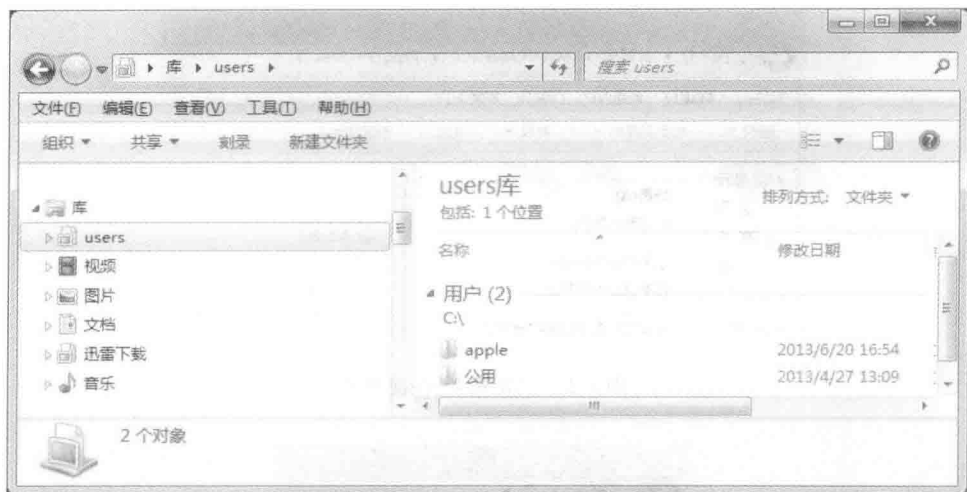 库 users
搜索 users
文件(F) 编辑(E) 查看(V) 工具(T) 帮助(H)
组织 共享 刻录 新建文件夹
库
users
视频
图片
文档
迅雷下载
音乐
users库
包括: 1 个位置
排列方式: 文件夹
名称 修改日期
用户 (2)
C:\
apple 2013/6/20 16:54
公用 2013/4/27 13:09
2 个对象